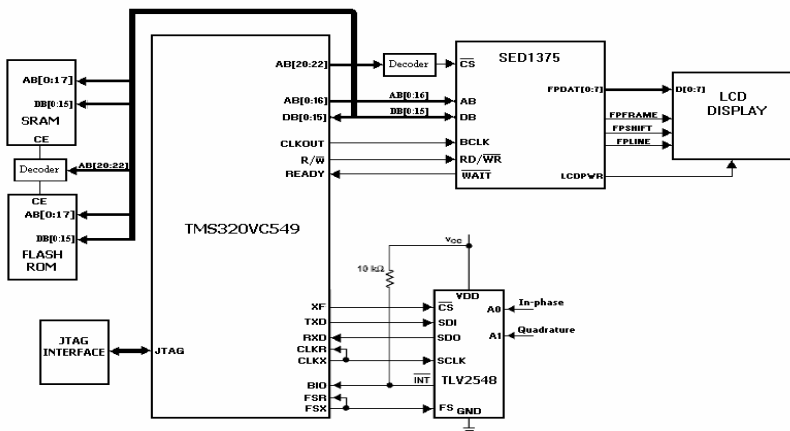 SRAM
AB[0:17]
DB[0:15]
CE
Decoder
AB[20:22]
FLASH
ROM
CE
AB[0:17]
DB[0:15]
JTAG
INTERFACE
TMS320VC549
AB[20:22]
AB[0:16]
DB[0:15]
CLKOUT
R/W
READY
XF
TXD
RXD
CLKR
CLKX
BIO
FSR
FSX
JTAG
Decoder
AB[0:16]
DB[0:15]
SED1375
CS
AB
DB
BCLK
RD/WR
WAIT
FPDAT[0:7]
LCDPWR
FPFRAME
FPSHIFT
FPLINE
D[0:7]
LCD
DISPLAY
10 kΩ
VCC
VDD
CS
SDI
SDO
SCLK
INT
TLV2548
FS
GND
A0
A1
In-phase
Quadrature